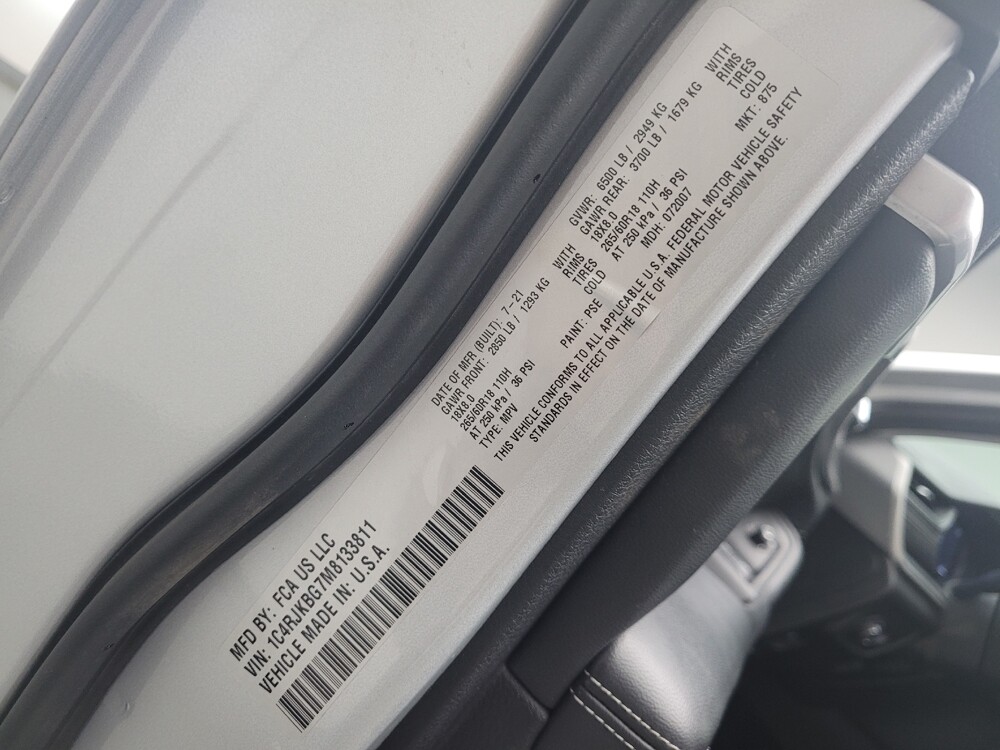 MFD BY: FCA US LLC
VIN: 1C4RJKBG7M8133811
VEHICLE MADE IN: U.S.A.
DATE OF MFR (BUILT): 7-21
GVWR: 6500 LB / 2949 KG
GAWR FRONT: 2850 LB / 1293 KG WITH
GAWR REAR: 3700 LB / 1679 KG WITH
18X8.0 RIMS
18X8.0 RIMS
265/60R18 110H TIRES
265/60R18 110H TIRES
AT 250 kPa / 36 PSI COLD
AT 250 kPa / 36 PSI COLD
TYPE: MPV PAINT: PSE MDH: 072007 MKT: 875
THIS VEHICLE CONFORMS TO ALL APPLICABLE U.S.A. FEDERAL MOTOR VEHICLE SAFETY
STANDARDS IN EFFECT ON THE DATE OF MANUFACTURE SHOWN ABOVE.